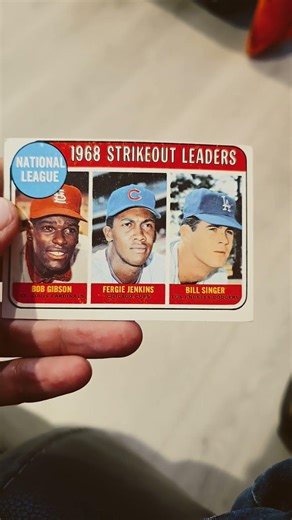 1968 STRIKEOUT LEADERS
NATIONAL
LEAGUE
BOB GIBSON
FERGIE JENKINS
BILL SINGER